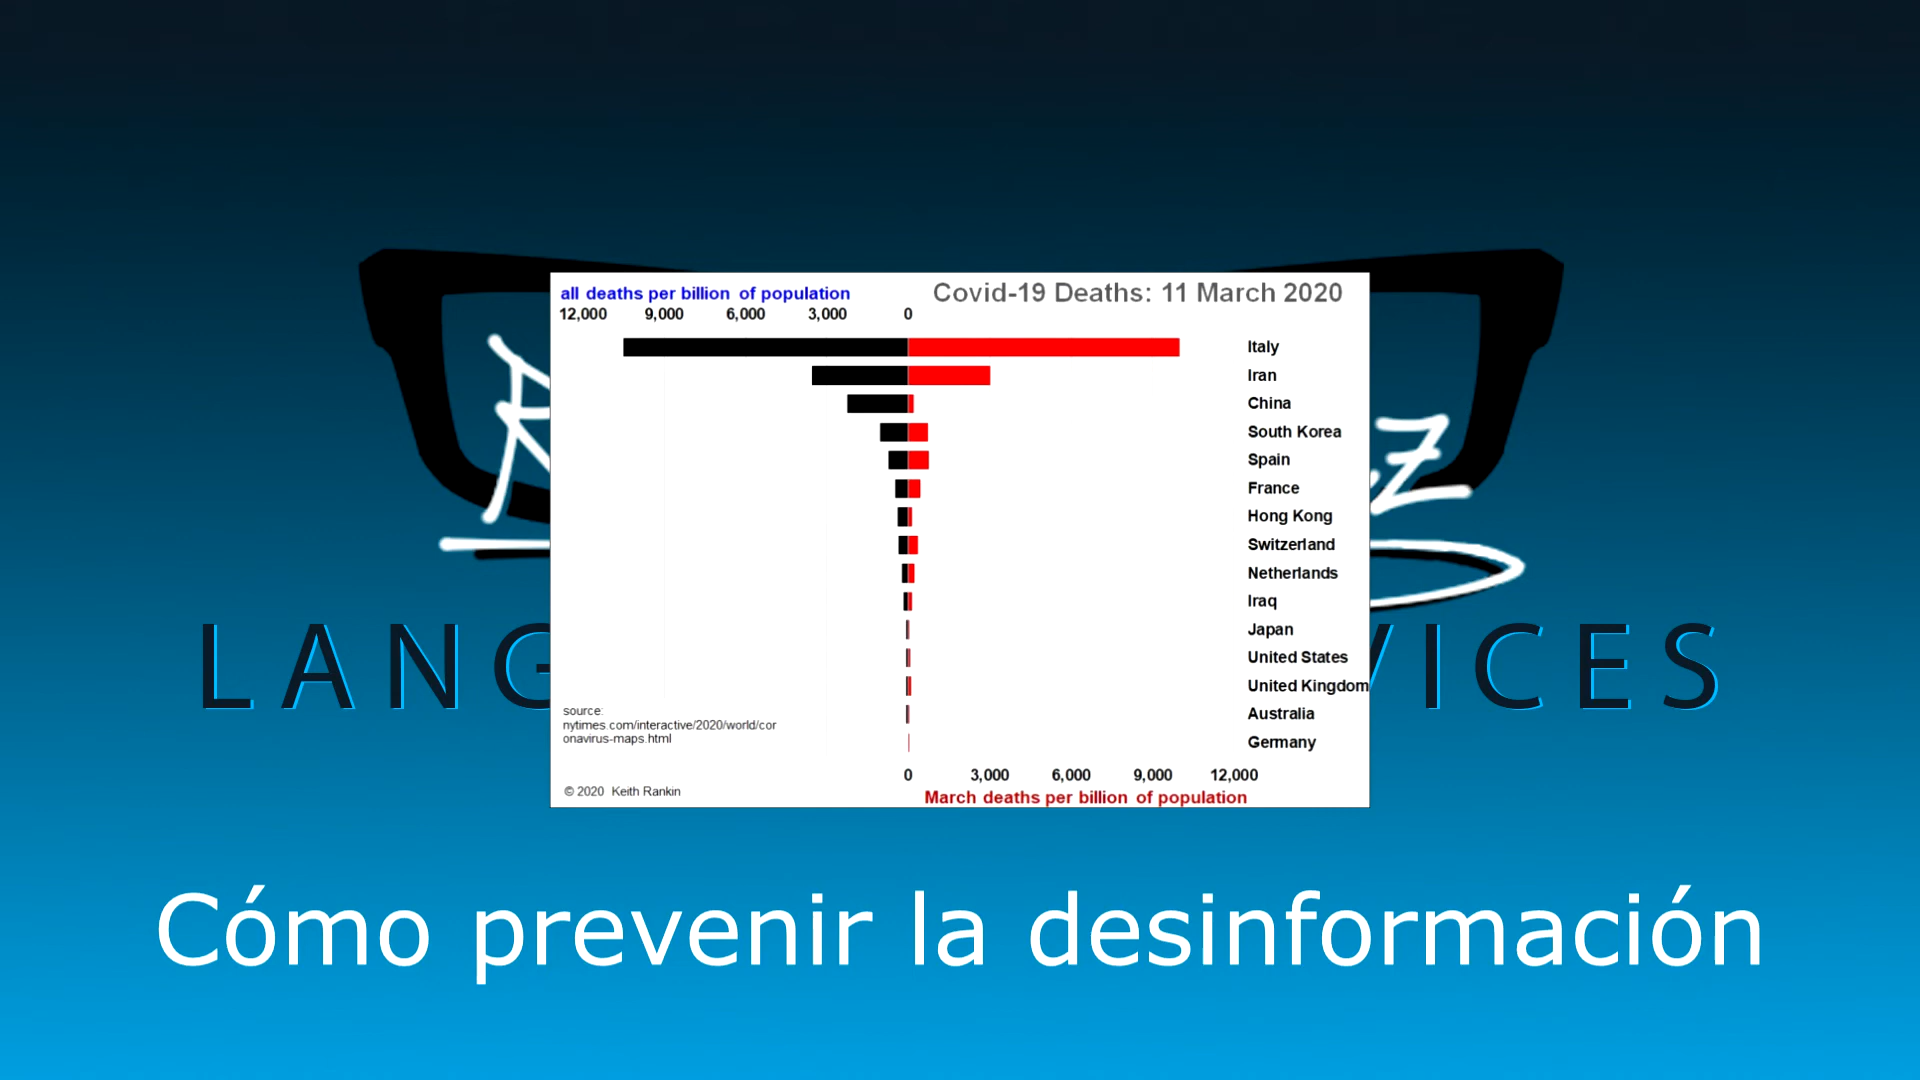 all deaths per billion of population
Covid-19 Deaths: 11 March 2020
12,000 9,000 6,000 3,000 0
Italy
Iran
China
South Korea
Spain
France
Hong Kong
Switzerland
Netherlands
Iraq
Japan
United States
United Kingdom
Australia
Germany
source:
nytimes.com/interactive/2020/world/cor
onavirus-maps.html
0 3,000 6,000 9,000 12,000
© 2020 Keith Rankin
March deaths per billion of population
Cómo prevenir la desinformación